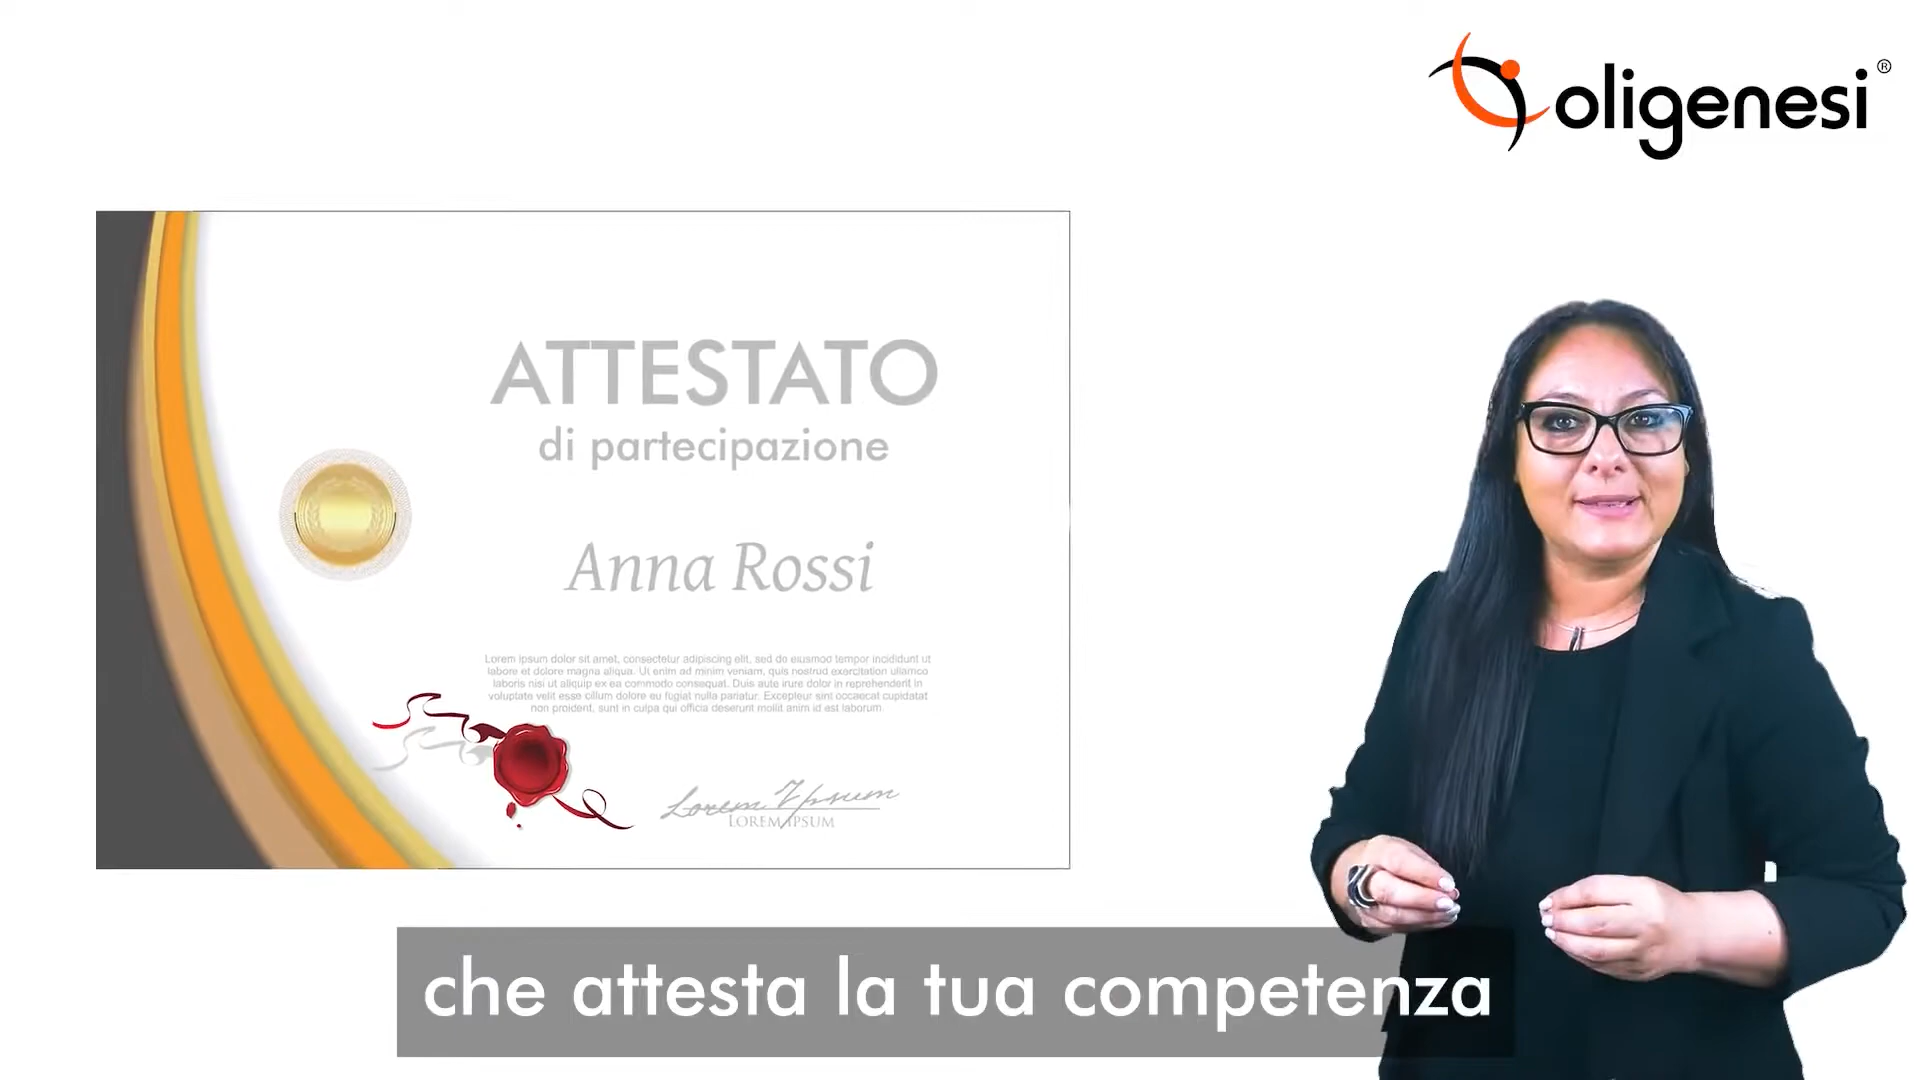 oligenesi®
ATTESTATO
di partecipazione
Anna Rossi
Lorem ipsum dolor sit amet, consectetur adipiscing elit, sed do eiusmod tempor incididunt ut
labore et dolore magna aliqua. Ut enim ad minim veniam, quis nostrud exercitation ullamco
laboris nisi ut aliquip ex ea commodo consequat. Duis aute irure dolor in reprehenderit in
voluptate velit esse cillum dolore eu fugiat nulla pariatur. Excepteur sint occaecat cupidatat
non proident, sunt in culpa qui officia deserunt mollit anim id est laborum.
Lorem Ipsum
LOREM IPSUM
che attesta la tua competenza